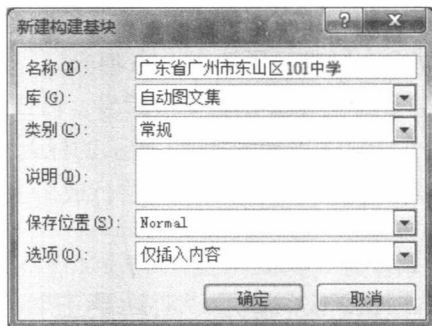 新建构建基块
名称(N): 广东省广州市东山区101中学
库(G): 自动图文集
类别(C): 常规
说明(D):
保存位置(S): Normal
选项(O): 仅插入内容
确定 取消